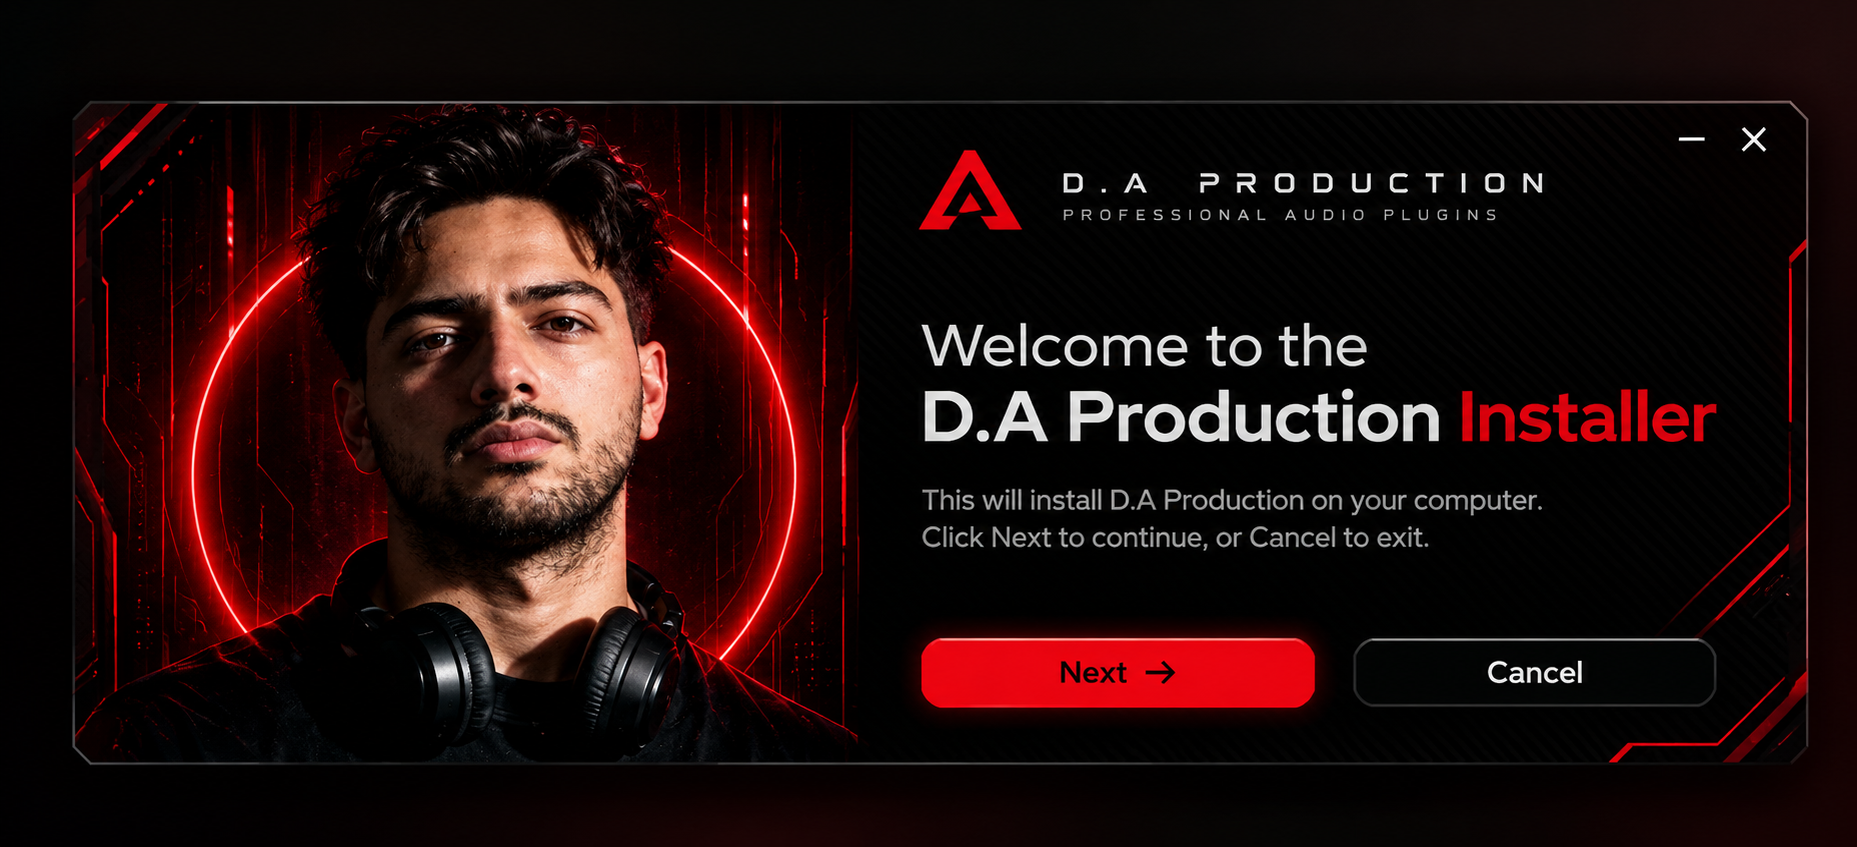 D.A PRODUCTION
PROFESSIONAL AUDIO PLUGINS
Welcome to the
D.A Production Installer
This will install D.A Production on your computer.
Click Next to continue, or Cancel to exit.
Next →
Cancel